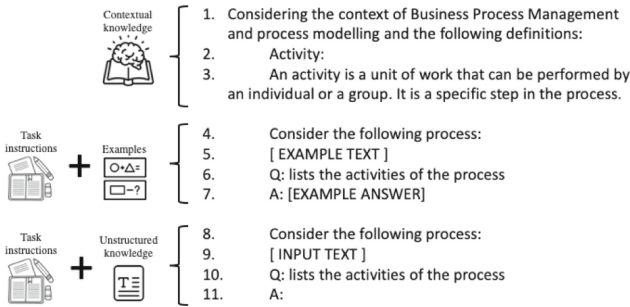 Contextual
knowledge
1. Considering the context of Business Process Management
and process modelling and the following definitions:
2. Activity:
3. An activity is a unit of work that can be performed by
an individual or a group. It is a specific step in the process.
Task
instructions
+
Examples
O+Δ=
□-?
4. Consider the following process:
5. [ EXAMPLE TEXT ]
6. Q: lists the activities of the process
7. A: [EXAMPLE ANSWER]
Task
instructions
+
Unstructured
knowledge
T
8. Consider the following process:
9. [ INPUT TEXT ]
10. Q: lists the activities of the process
11. A: